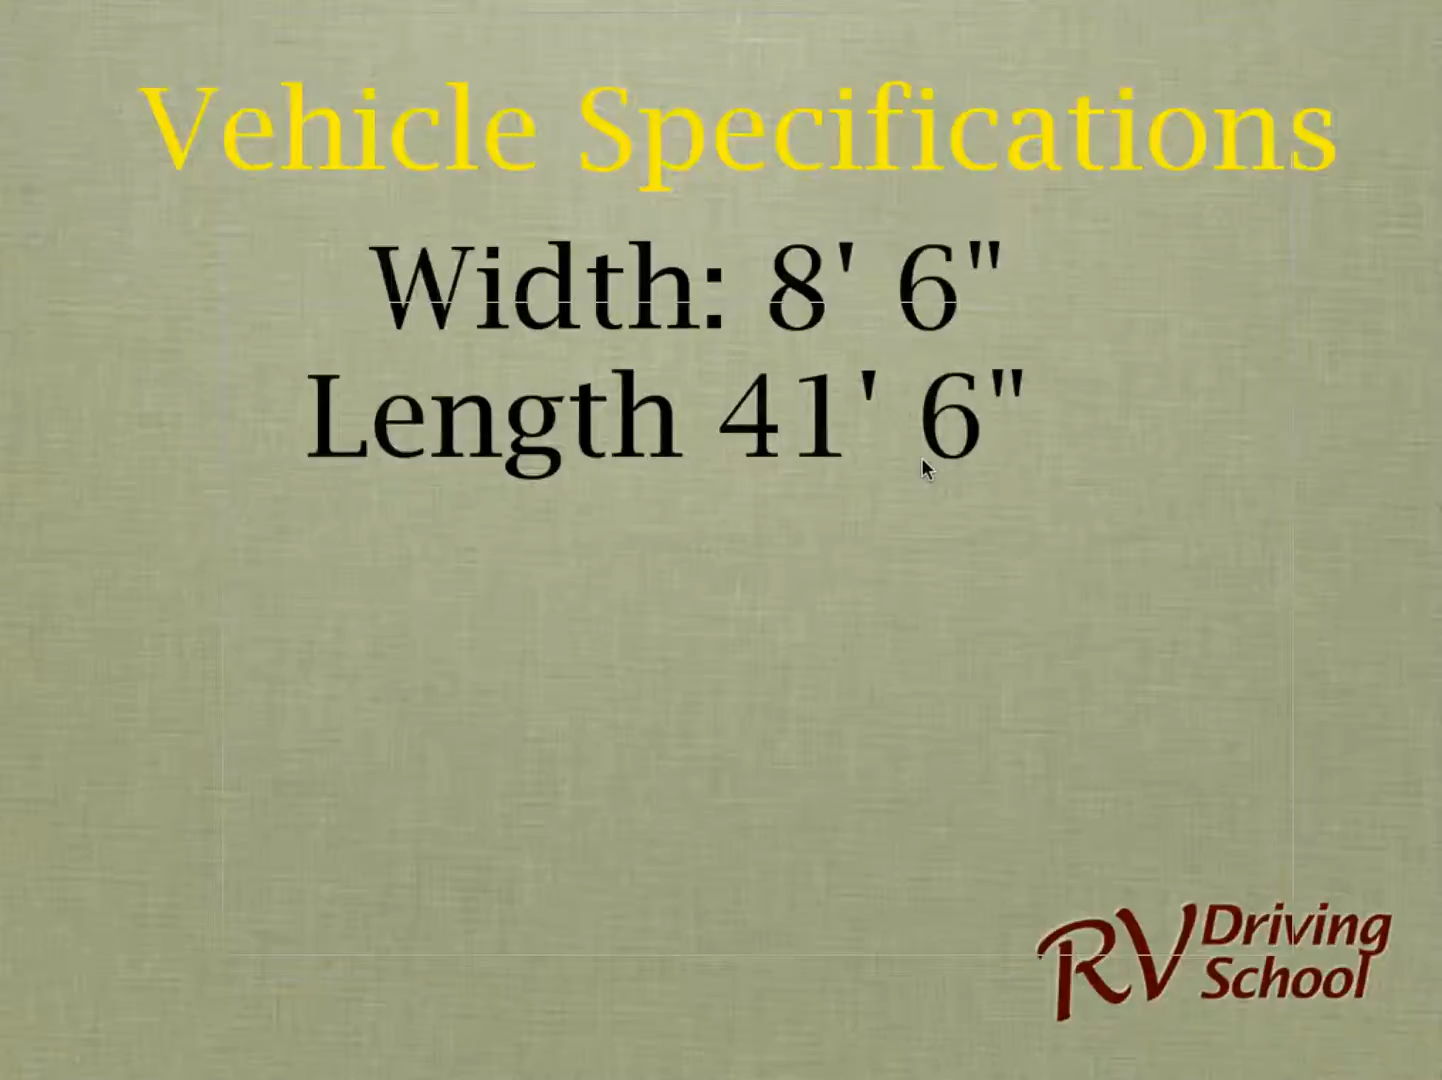 Vehicle Specifications
Width: 8' 6"
Length 41' 6"
RV Driving
School